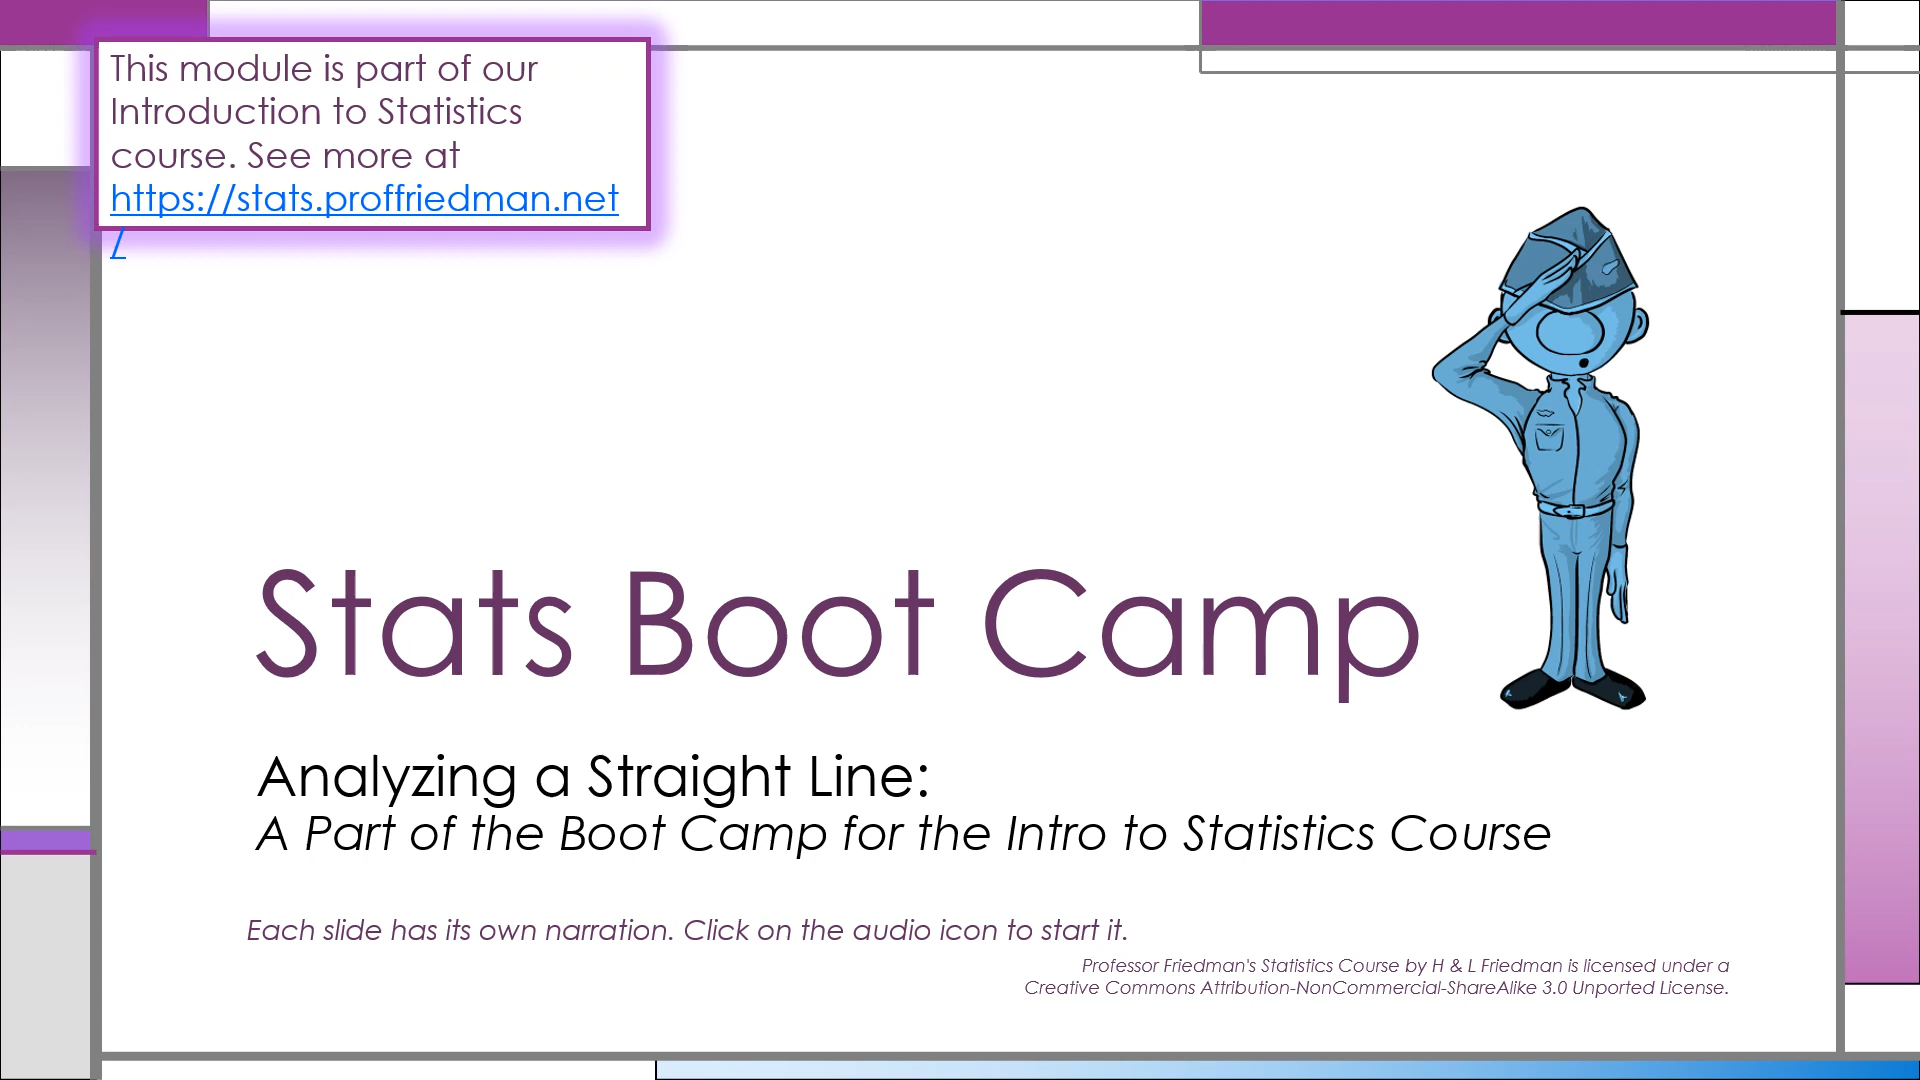 This module is part of our
Introduction to Statistics
course. See more at
https://stats.proffriedman.net
/
Stats Boot Camp
Analyzing a Straight Line:
A Part of the Boot Camp for the Intro to Statistics Course
Each slide has its own narration. Click on the audio icon to start it.
Professor Friedman's Statistics Course by H & L Friedman is licensed under a
Creative Commons Attribution-NonCommercial-ShareAlike 3.0 Unported License.